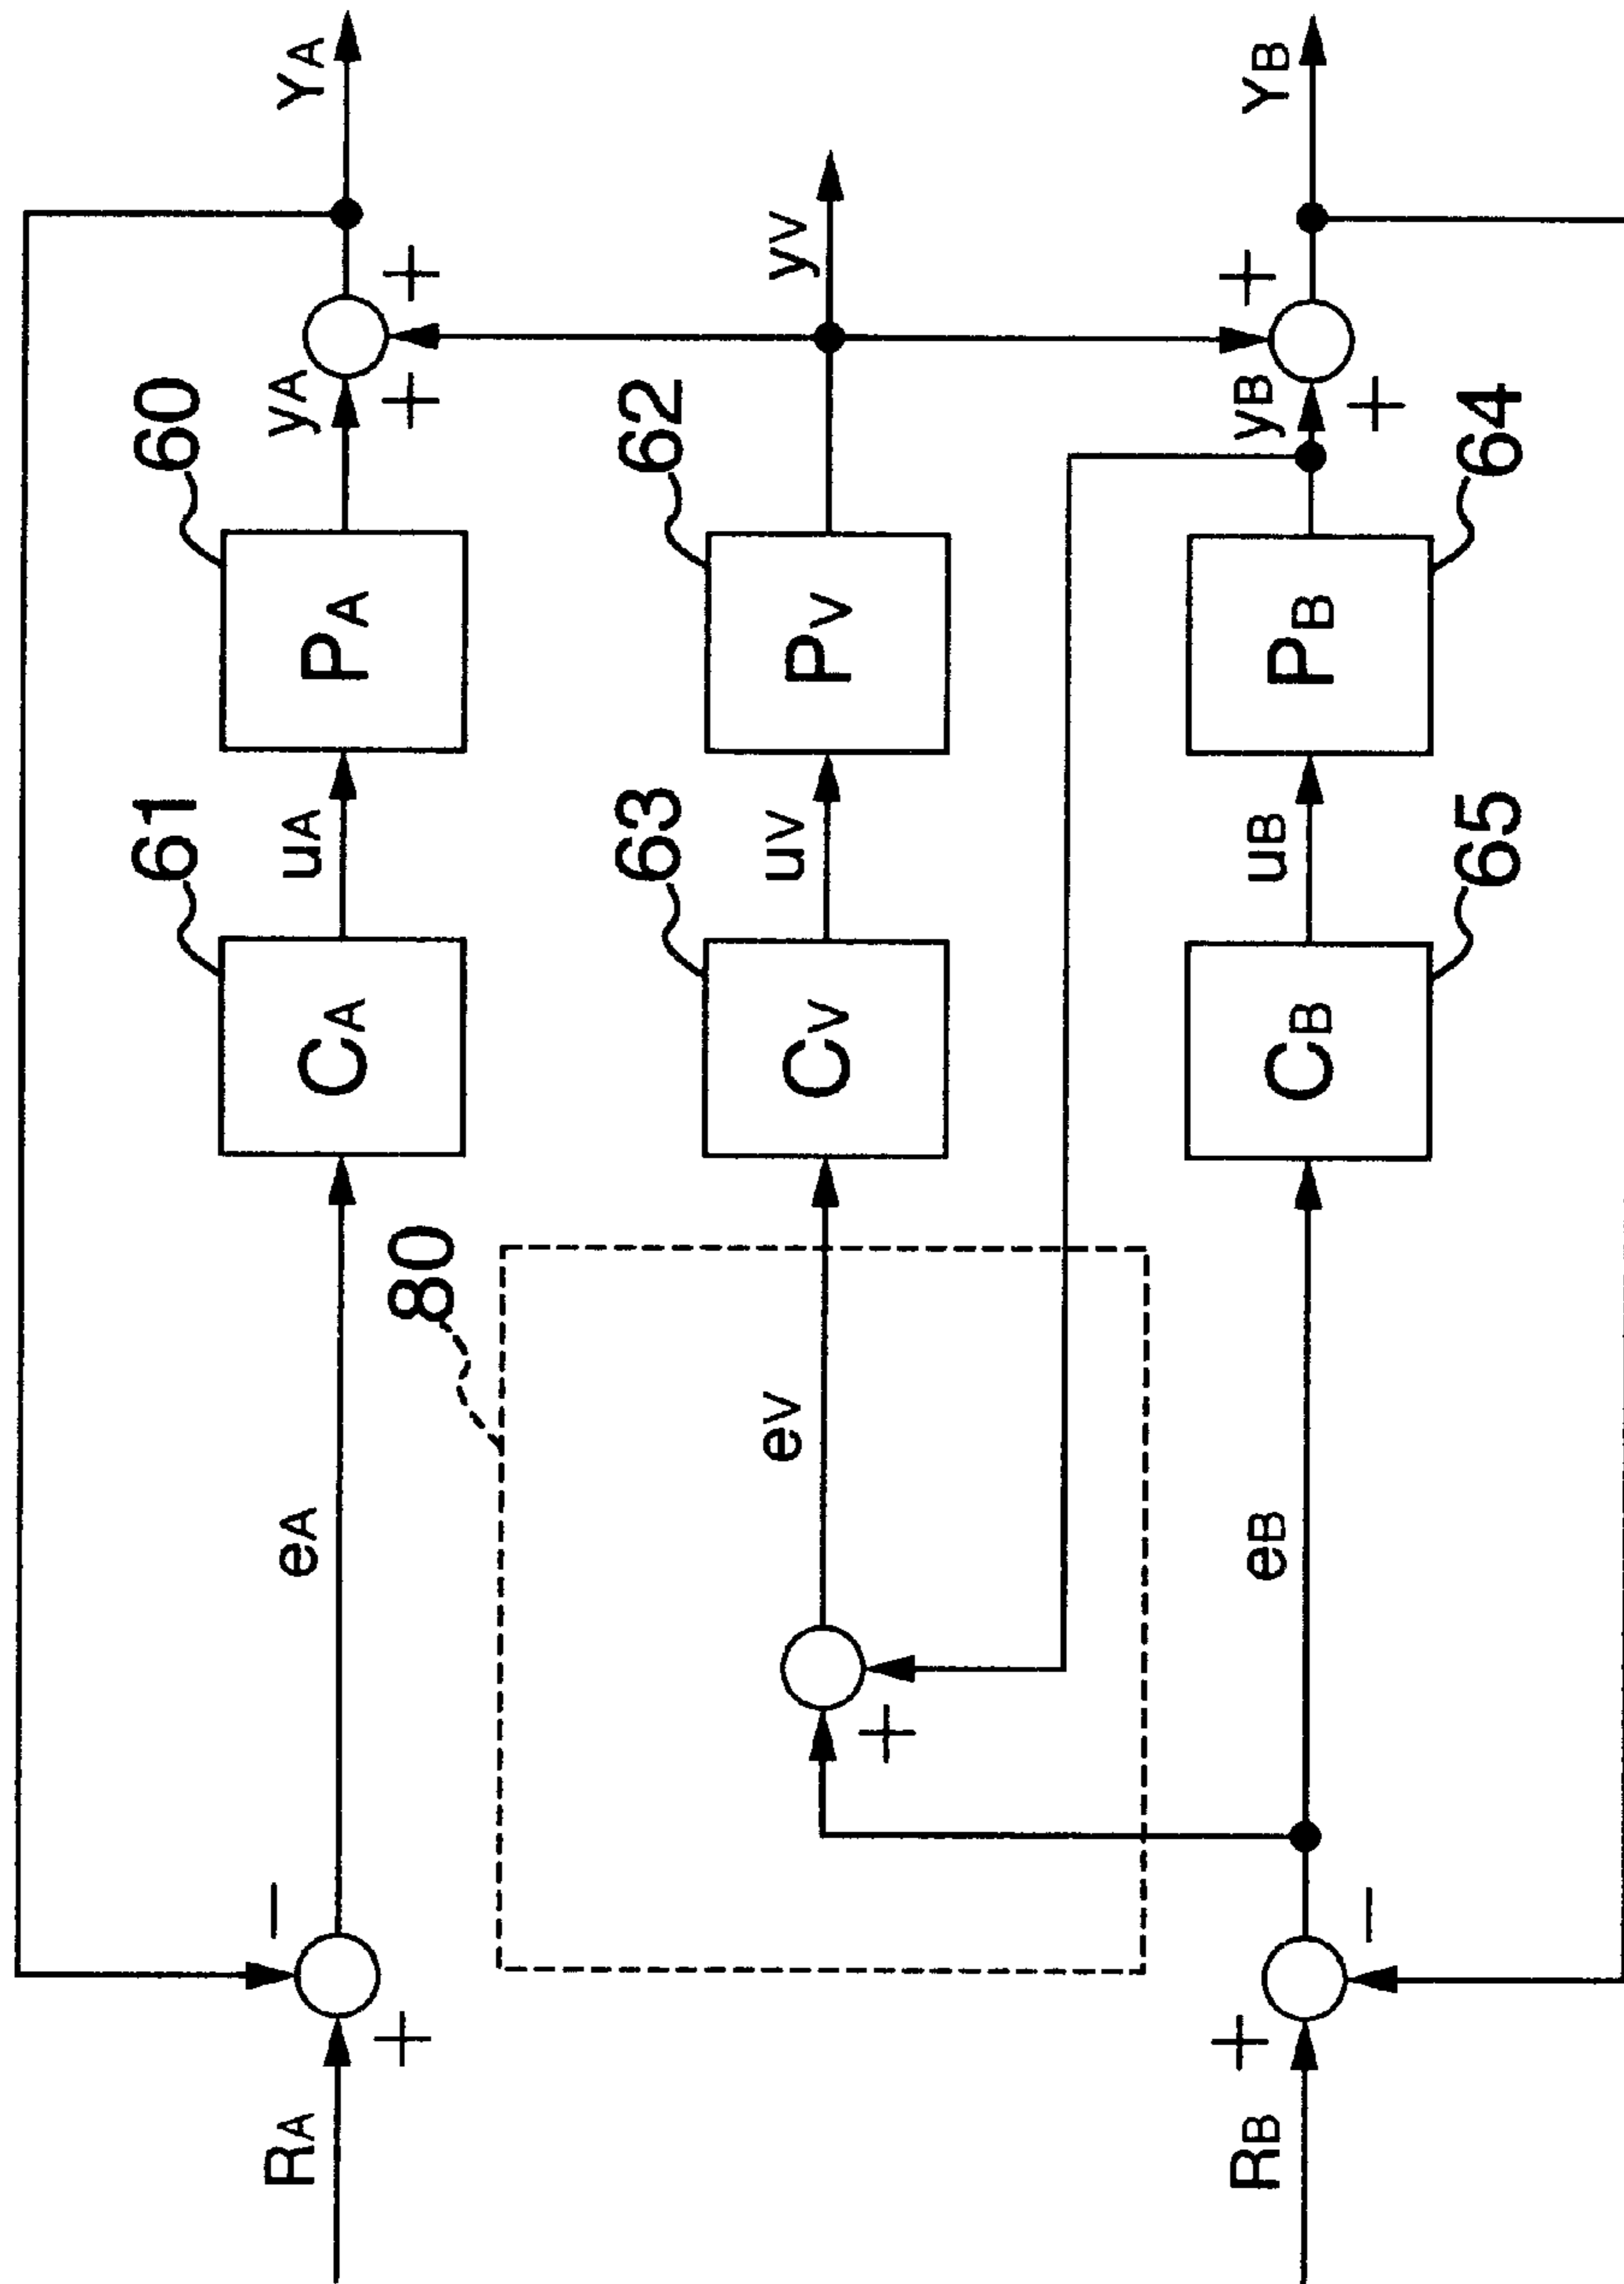 RA
+
−
eA
61
CA
uA
60
PA
yA
+
+
YA
80
+
eV
63
CV
uV
62
PV
yV
RB
+
−
eB
CB
65
uB
PB
64
yB
+
+
YB